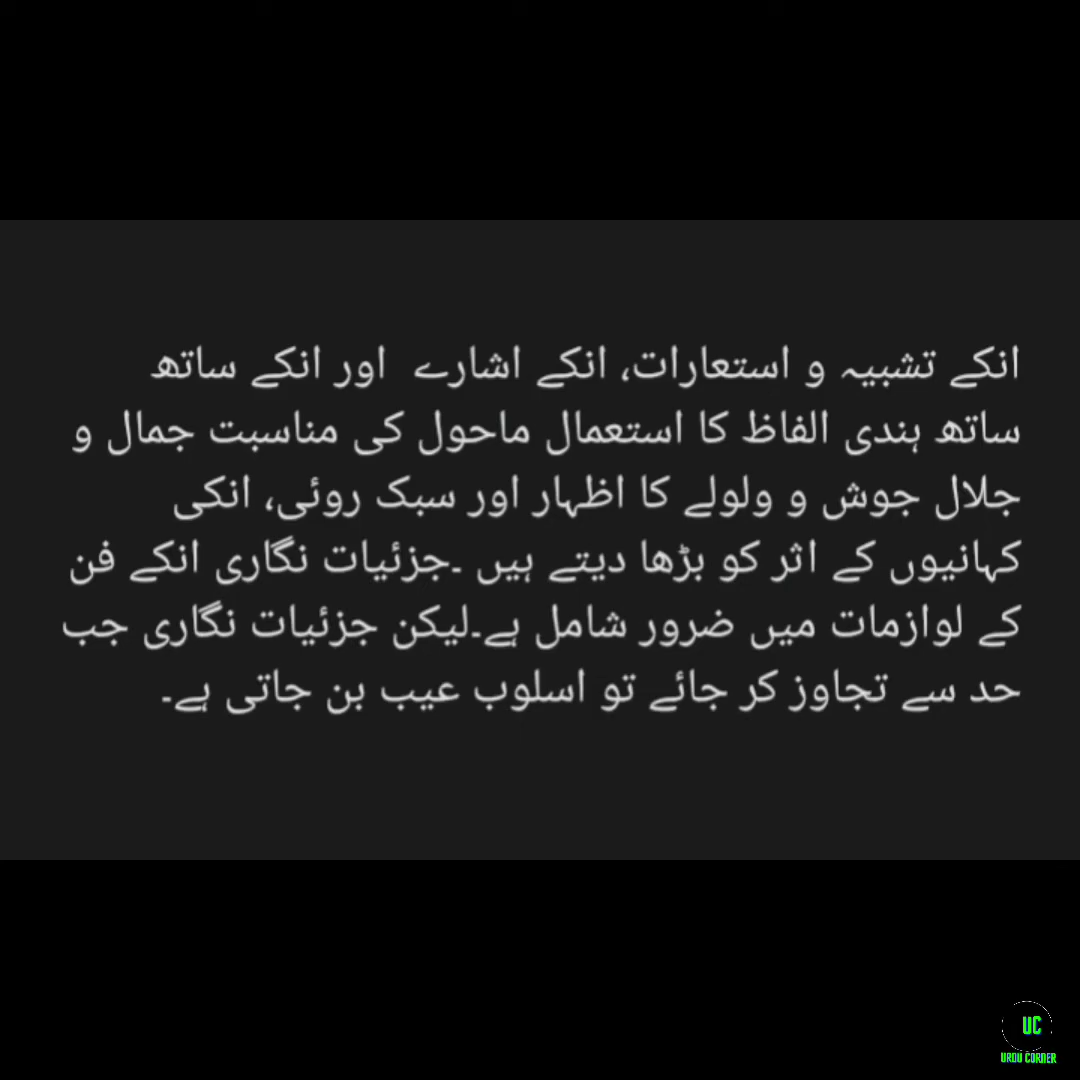 انکے تشبیہ و استعارات، انکے اشارے اور انکے ساتھ
ساتھ ہندی الفاظ کا استعمال ماحول کی مناسبت جمال و
جلال جوش و ولولے کا اظہار اور سبک روئی، انکی
کہانیوں کے اثر کو بڑھا دیتے ہیں ۔جزئیات نگاری انکے فن
کے لوازمات میں ضرور شامل ہے۔لیکن جزئیات نگاری جب
حد سے تجاوز کر جائے تو اسلوب عیب بن جاتی ہے۔
UC
URDU CORNER